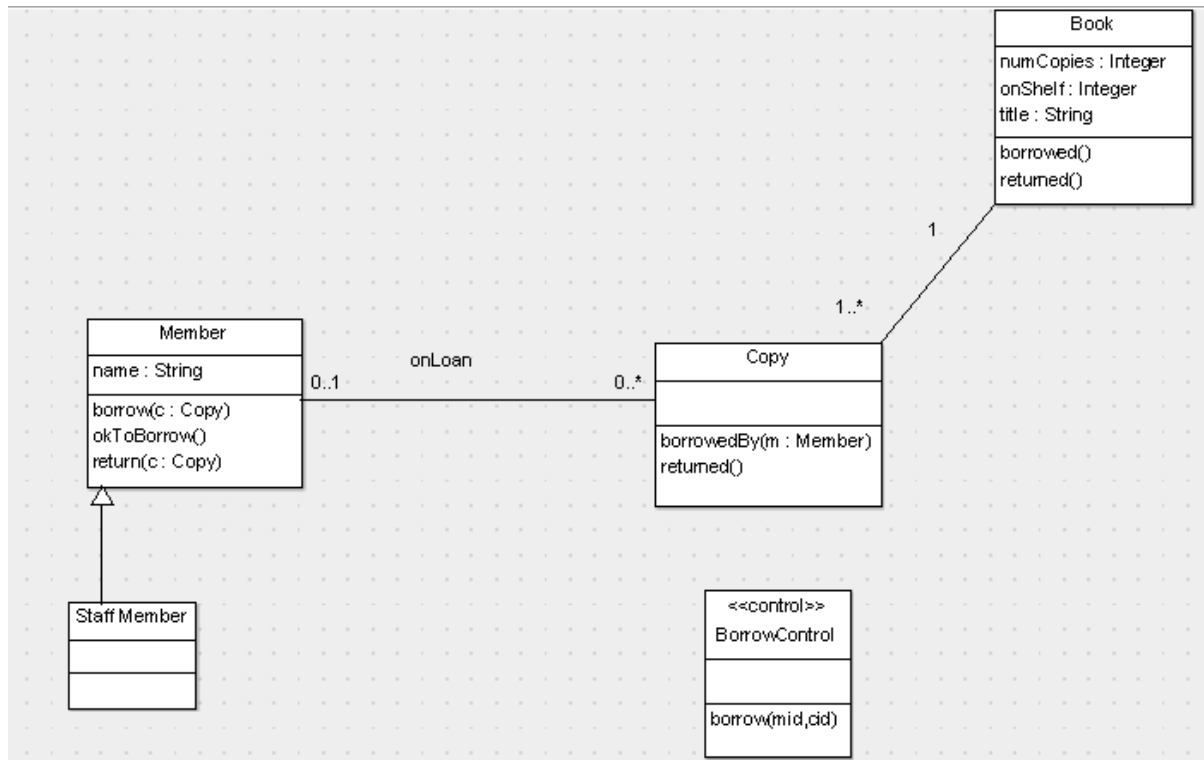 Book
numCopies : Integer
onShelf : Integer
title : String
borrowed()
returned()
1
1..*
Member
name : String
borrow(c : Copy)
okToBorrow()
return(c : Copy)
0..1
onLoan
0..*
Copy
borrowedBy(m : Member)
returned()
Staff Member
<<control>>
BorrowControl
borrow(mid,cid)